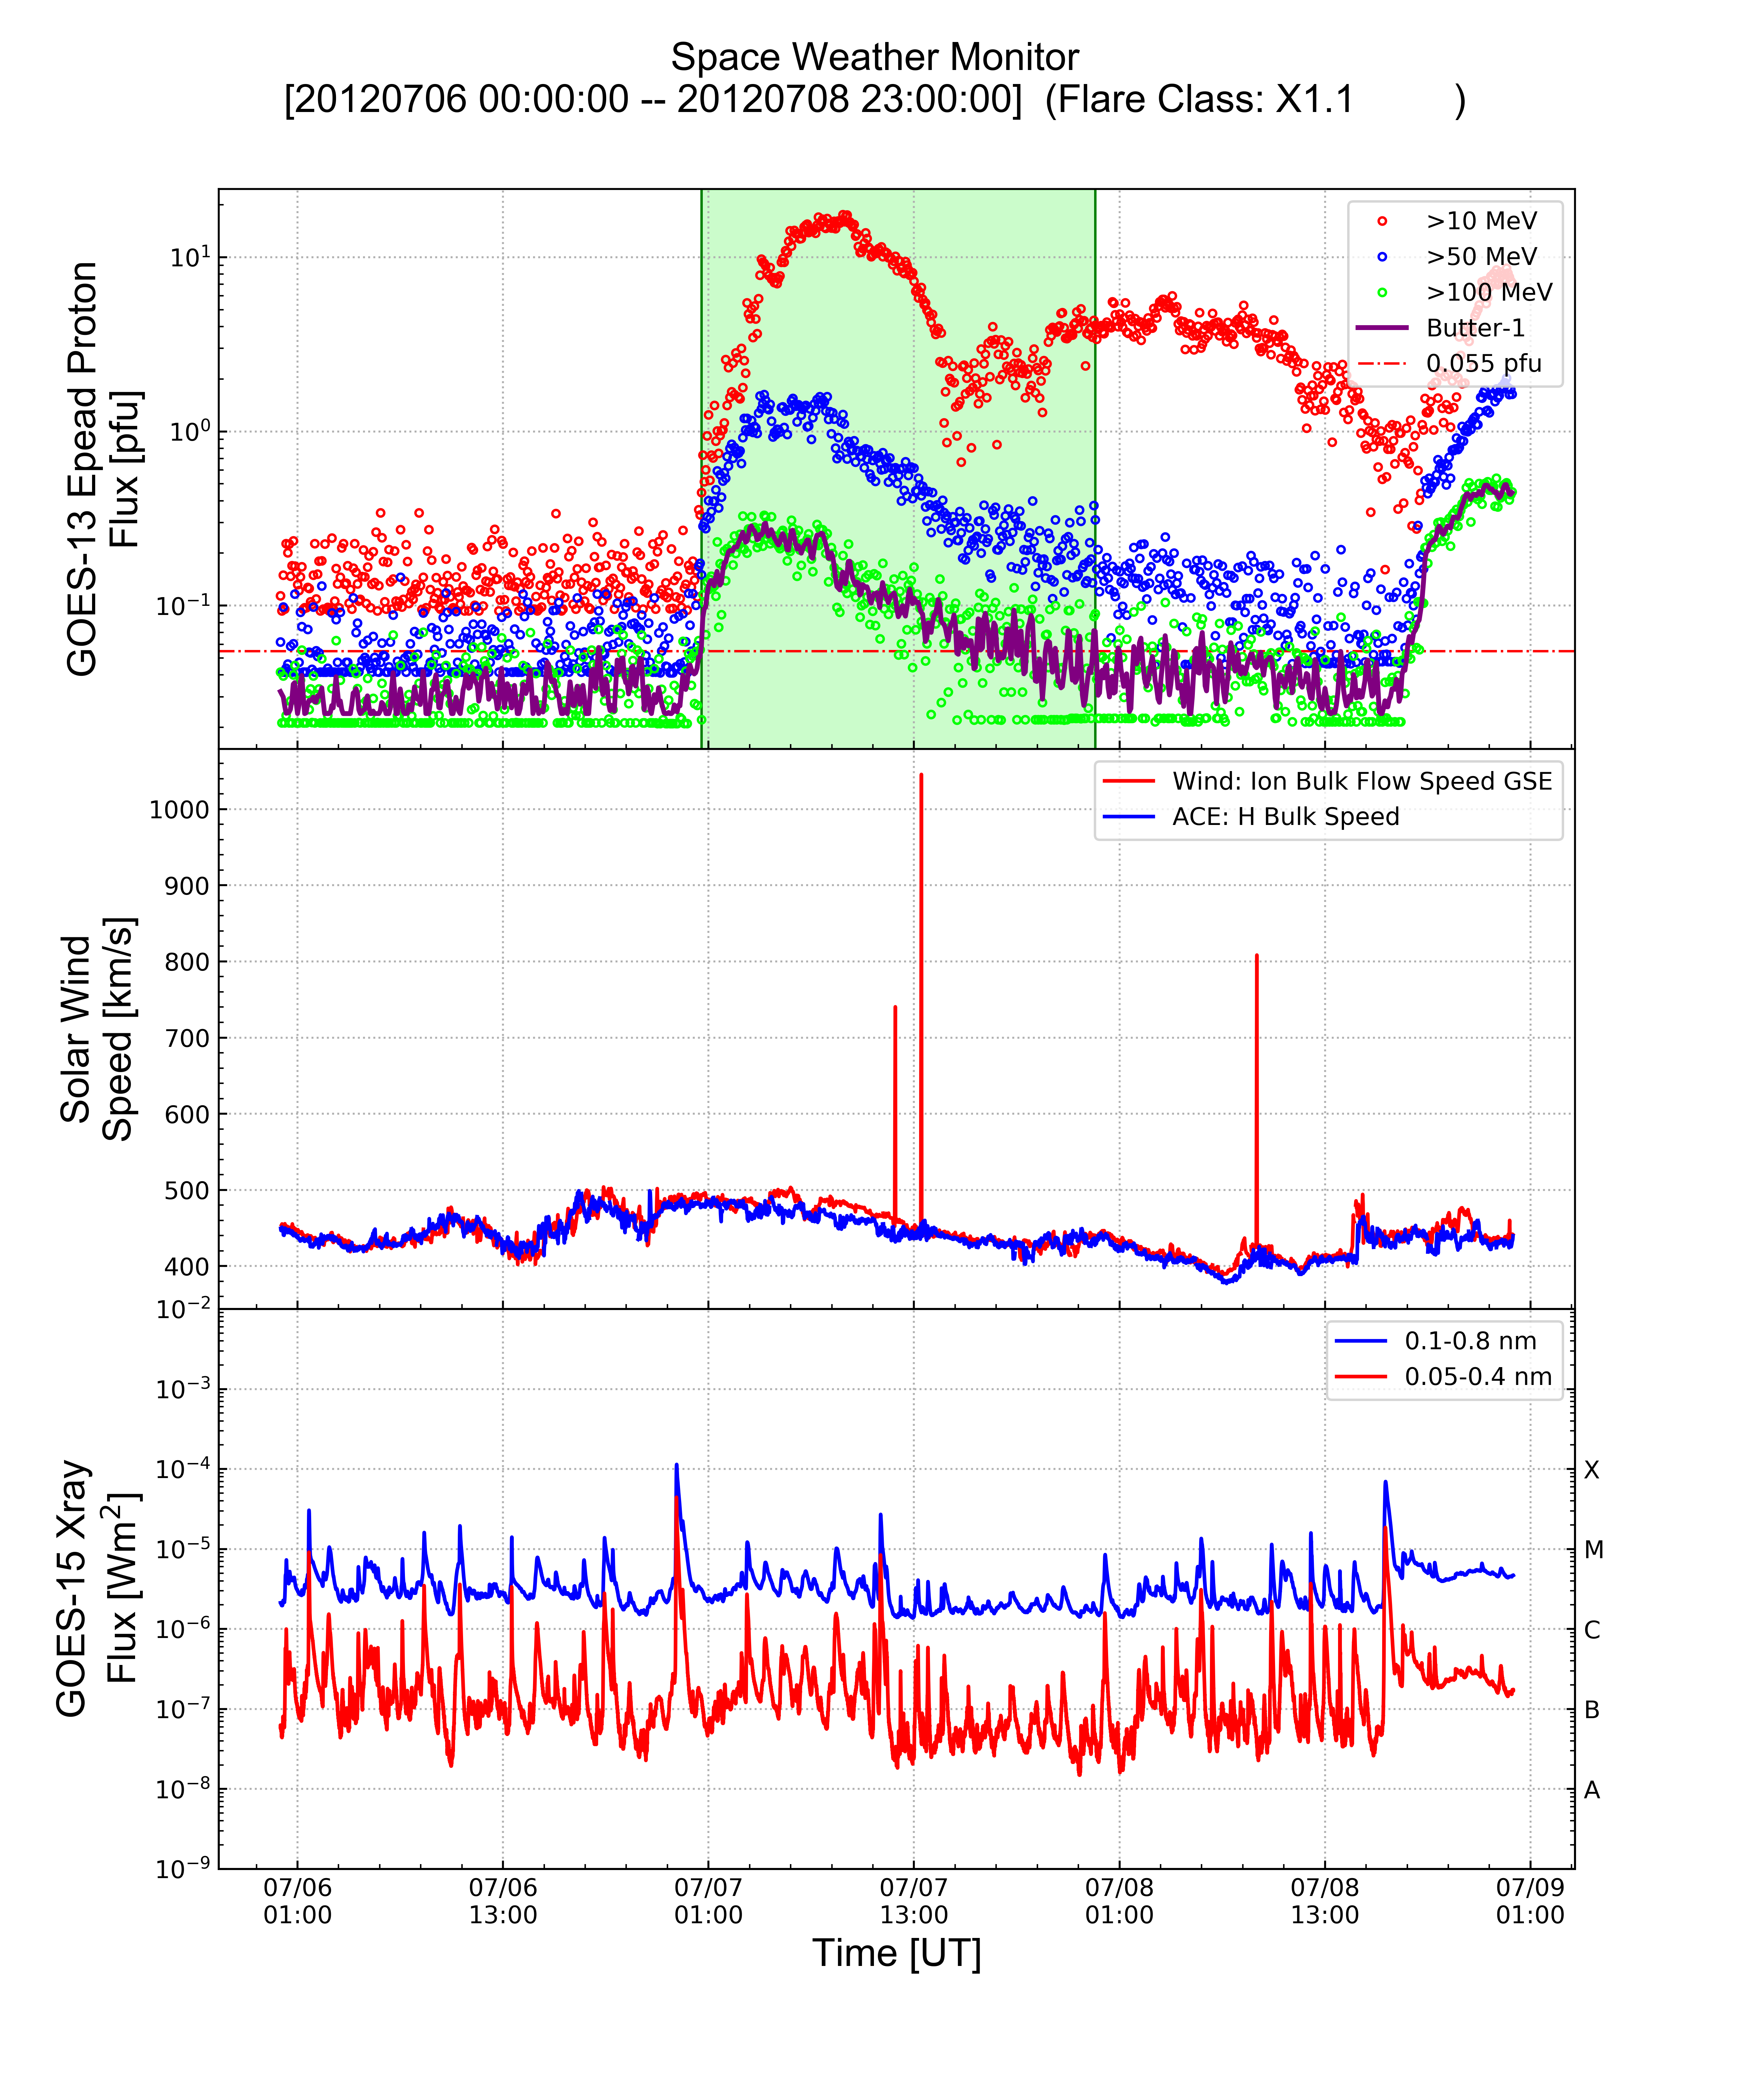 Space Weather Monitor
[20120706 00:00:00 -- 20120708 23:00:00] (Flare Class: X1.1 )
GOES-13 Epead Proton
Flux [pfu]
10¹
10⁰
10⁻¹
>10 MeV
>50 MeV
>100 MeV
Butter-1
0.055 pfu
Solar Wind
Speed [km/s]
1000
900
800
700
600
500
400
Wind: Ion Bulk Flow Speed GSE
ACE: H Bulk Speed
GOES-15 Xray
Flux [Wm²]
10⁻²
10⁻³
10⁻⁴
10⁻⁵
10⁻⁶
10⁻⁷
10⁻⁸
10⁻⁹
0.1-0.8 nm
0.05-0.4 nm
X
M
C
B
A
07/06 07/06 07/07 07/07 07/08 07/08 07/09
01:00 13:00 01:00 13:00 01:00 13:00 01:00
Time [UT]